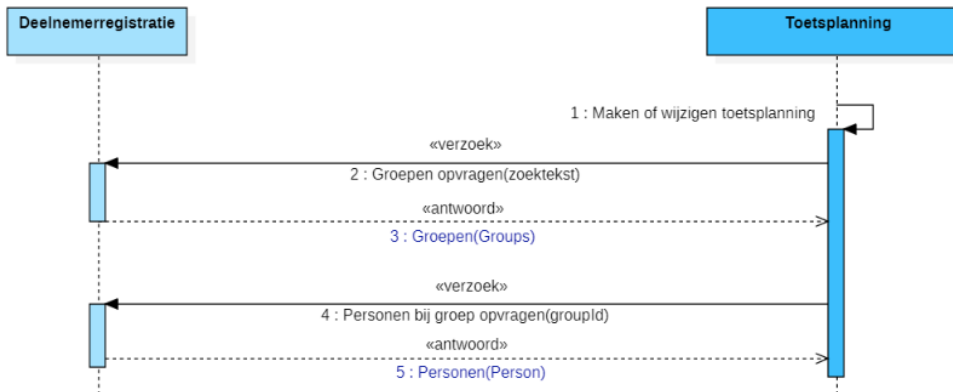 Deelnemerregistratie
Toetsplanning
1 : Maken of wijzigen toetsplanning
«verzoek»
2 : Groepen opvragen(zoektekst)
«antwoord»
3 : Groepen(Groups)
«verzoek»
4 : Personen bij groep opvragen(groupId)
«antwoord»
5 : Personen(Person)